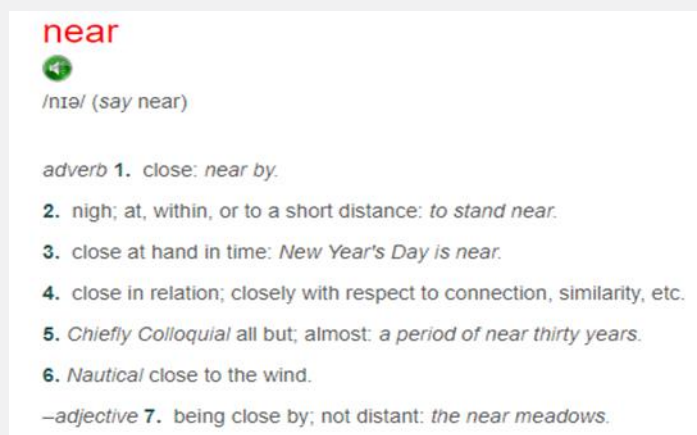 near
/nɪə/ (say near)
adverb 1. close: near by.
2. nigh; at, within, or to a short distance: to stand near.
3. close at hand in time: New Year's Day is near.
4. close in relation; closely with respect to connection, similarity, etc.
5. Chiefly Colloquial all but; almost: a period of near thirty years.
6. Nautical close to the wind.
–adjective 7. being close by; not distant: the near meadows.